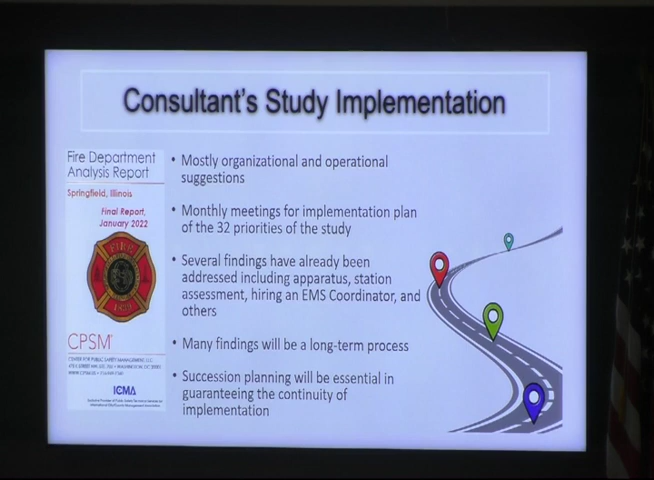 Consultant's Study Implementation
Fire Department
Analysis Report
Springfield, Illinois
Final Report,
January 2022
FIRE
CPSM
• Mostly organizational and operational
suggestions
• Monthly meetings for implementation plan
of the 32 priorities of the study
• Several findings have already been
addressed including apparatus, station
assessment, hiring an EMS Coordinator, and
others
• Many findings will be a long-term process
• Succession planning will be essential in
guaranteeing the continuity of
implementation
CENTER FOR PUBLIC SAFETY MANAGEMENT, LLC
ICMA